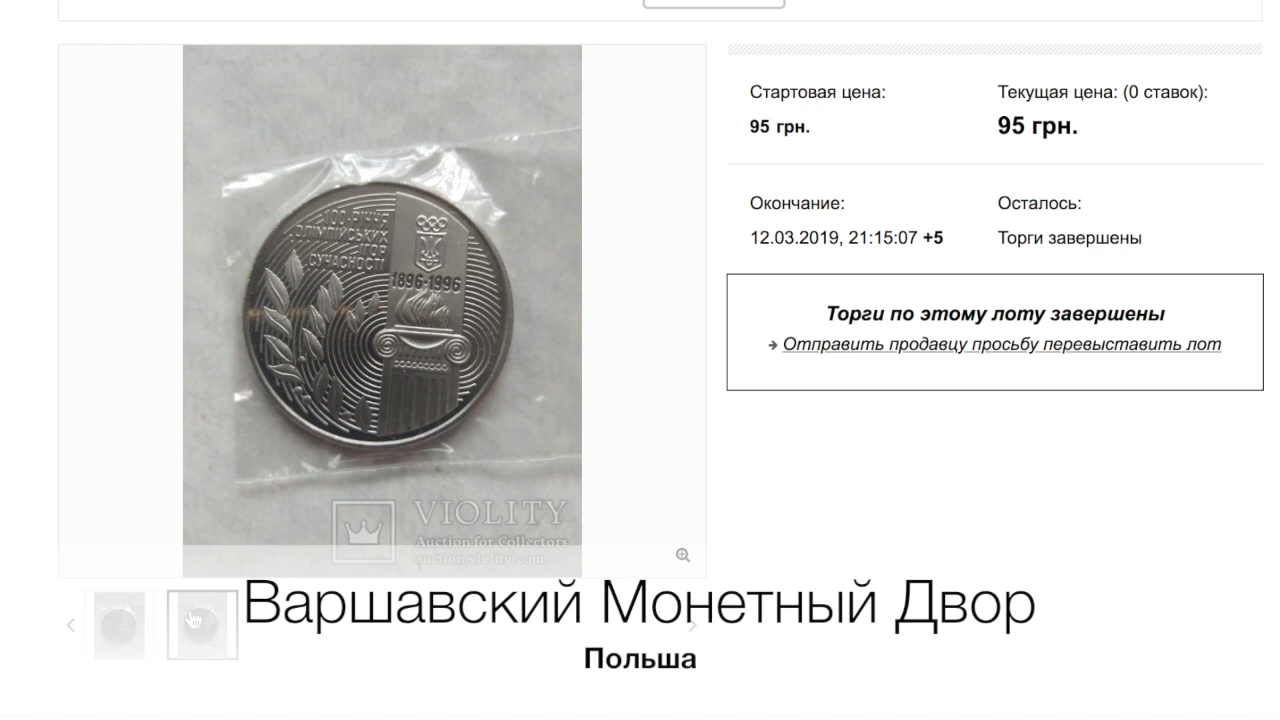 Стартовая цена:
Текущая цена: (0 ставок):
95 грн.
95 грн.
Окончание:
Осталось:
12.03.2019, 21:15:07 +5
Торги завершены
Торги по этому лоту завершены
Отправить продавцу просьбу перевыставить лот
100-РІЧЧЯ
ОЛІМПІЙСЬКИХ
ІГОР
СУЧАСНОСТІ
1896-1996
VIOLITY
Auction for Collectors
auction.violity.com
Варшавский Монетный Двор
Польша